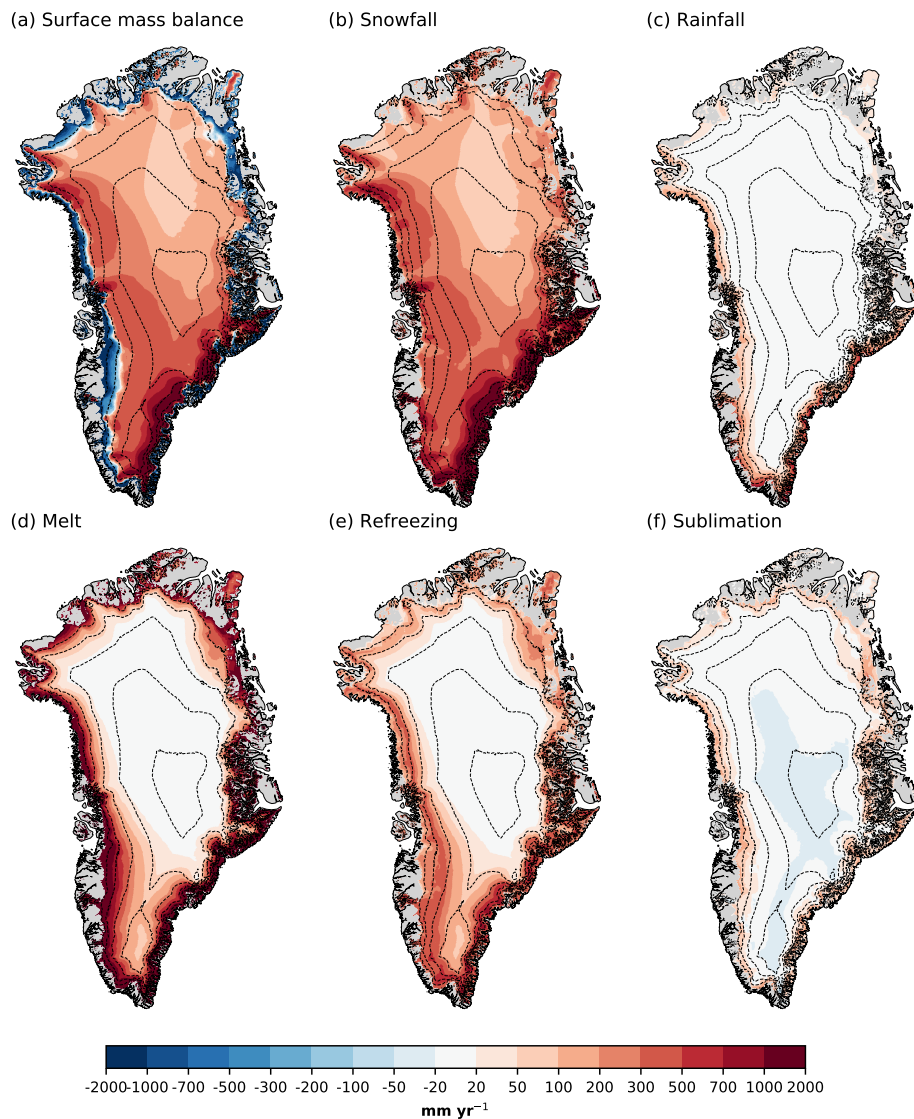 (a) Surface mass balance (b) Snowfall (c) Rainfall
(d) Melt (e) Refreezing (f) Sublimation
-2000 -1000 -700 -500 -300 -200 -100 -50 -20 20 50 100 200 300 500 700 1000 2000
mm yr⁻¹